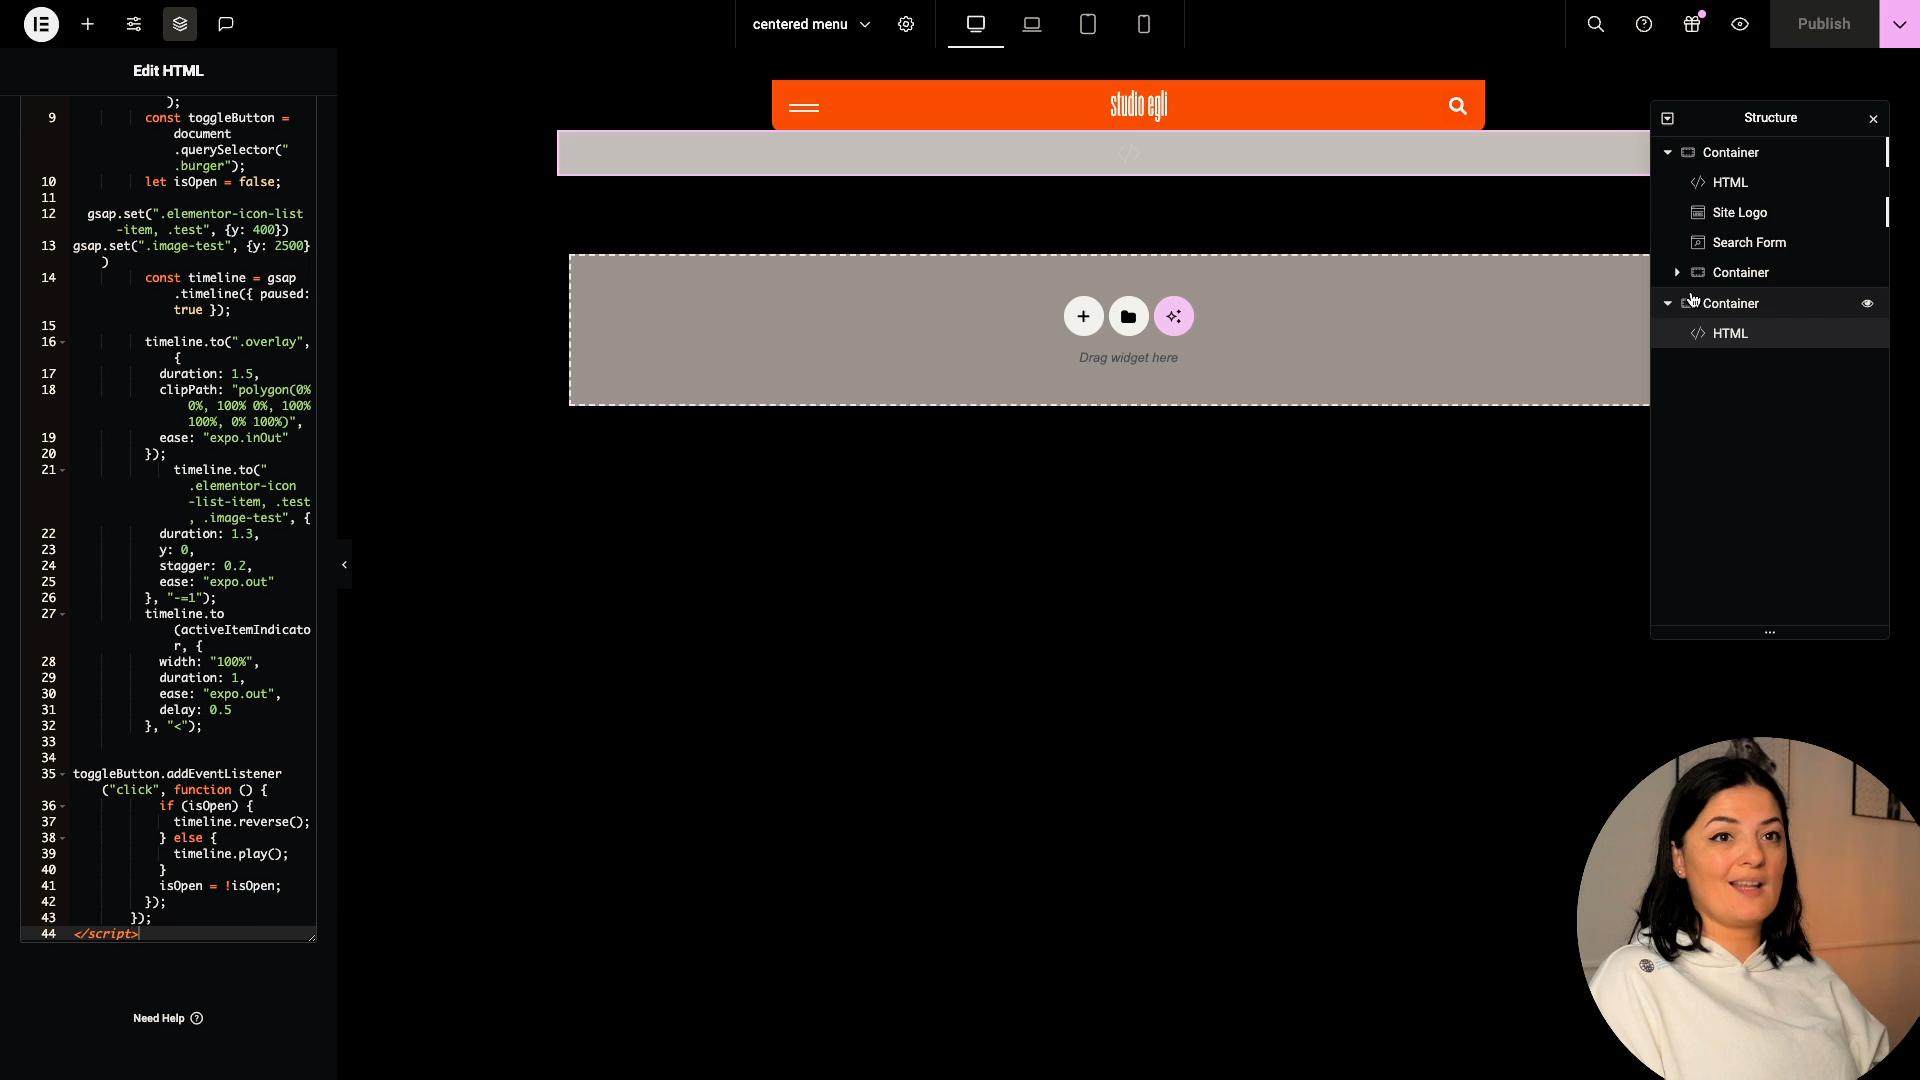 centered menu
Publish
Edit HTML
);
9 const toggleButton =
document
.querySelector("
.burger");
10 let isOpen = false;
11
12 gsap.set(".elementor-icon-list
-item, .test", {y: 400})
13 gsap.set(".image-test", {y: 2500}
)
14 const timeline = gsap
.timeline({ paused:
true });
15
16 timeline.to(".overlay",
{
17 duration: 1.5,
18 clipPath: "polygon(0%
0%, 100% 0%, 100%
100%, 0% 100%)",
19 ease: "expo.inOut"
20 });
21 timeline.to("
.elementor-icon
-list-item, .test
, .image-test", {
22 duration: 1.3,
23 y: 0,
24 stagger: 0.2,
25 ease: "expo.out"
26 }, "-=1");
27 timeline.to
(activeItemIndicato
r, {
28 width: "100%",
29 duration: 1,
30 ease: "expo.out",
31 delay: 0.5
32 }, "<");
33
34
35 toggleButton.addEventListener
("click", function () {
36 if (isOpen) {
37 timeline.reverse();
38 } else {
39 timeline.play();
40 }
41 isOpen = !isOpen;
42 });
43 });
44 </script>
Need Help
studio egli
Drag widget here
Structure
Container
HTML
Site Logo
Search Form
Container
Container
HTML